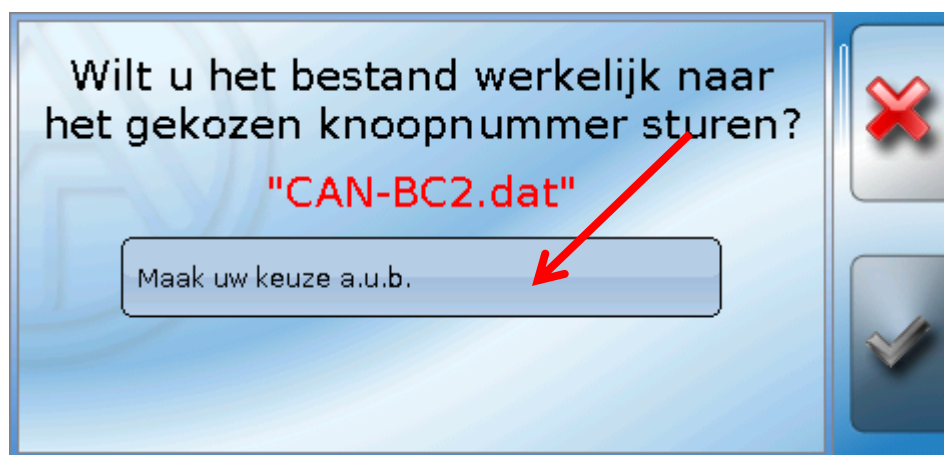 Wilt u het bestand werkelijk naar
het gekozen knoopnummer sturen?
"CAN-BC2.dat"
Maak uw keuze a.u.b.